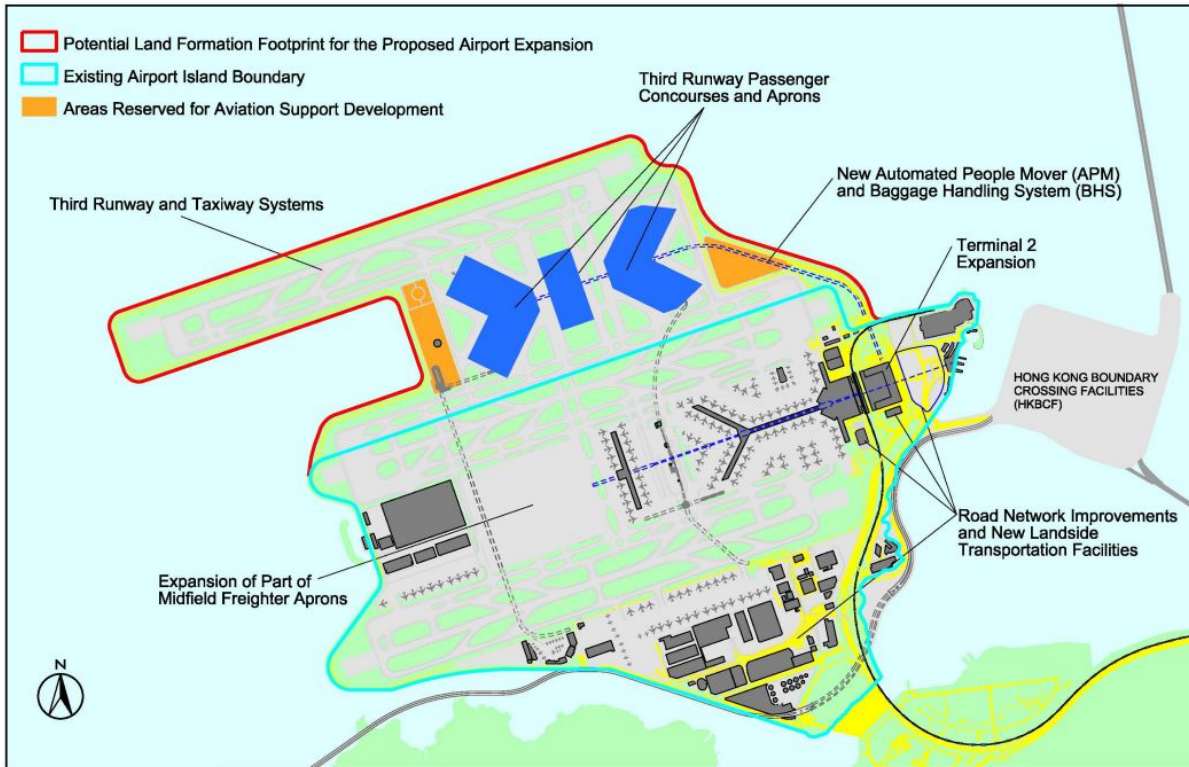 Potential Land Formation Footprint for the Proposed Airport Expansion
Existing Airport Island Boundary
Areas Reserved for Aviation Support Development
Third Runway Passenger
Concourses and Aprons
New Automated People Mover (APM)
and Baggage Handling System (BHS)
Third Runway and Taxiway Systems
Terminal 2
Expansion
HONG KONG BOUNDARY
CROSSING FACILITIES
(HKBCF)
Road Network Improvements
and New Landside
Transportation Facilities
Expansion of Part of
Midfield Freighter Aprons
N